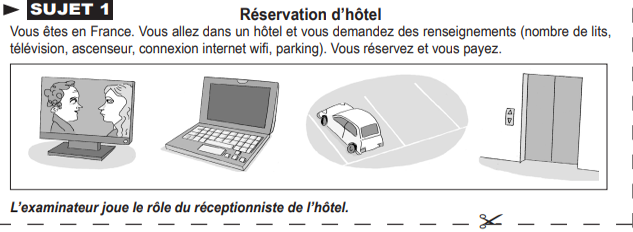 ► SUJET 1
Réservation d’hôtel
Vous êtes en France. Vous allez dans un hôtel et vous demandez des renseignements (nombre de lits,
télévision, ascenseur, connexion internet wifi, parking). Vous réservez et vous payez.
L’examinateur joue le rôle du réceptionniste de l’hôtel.